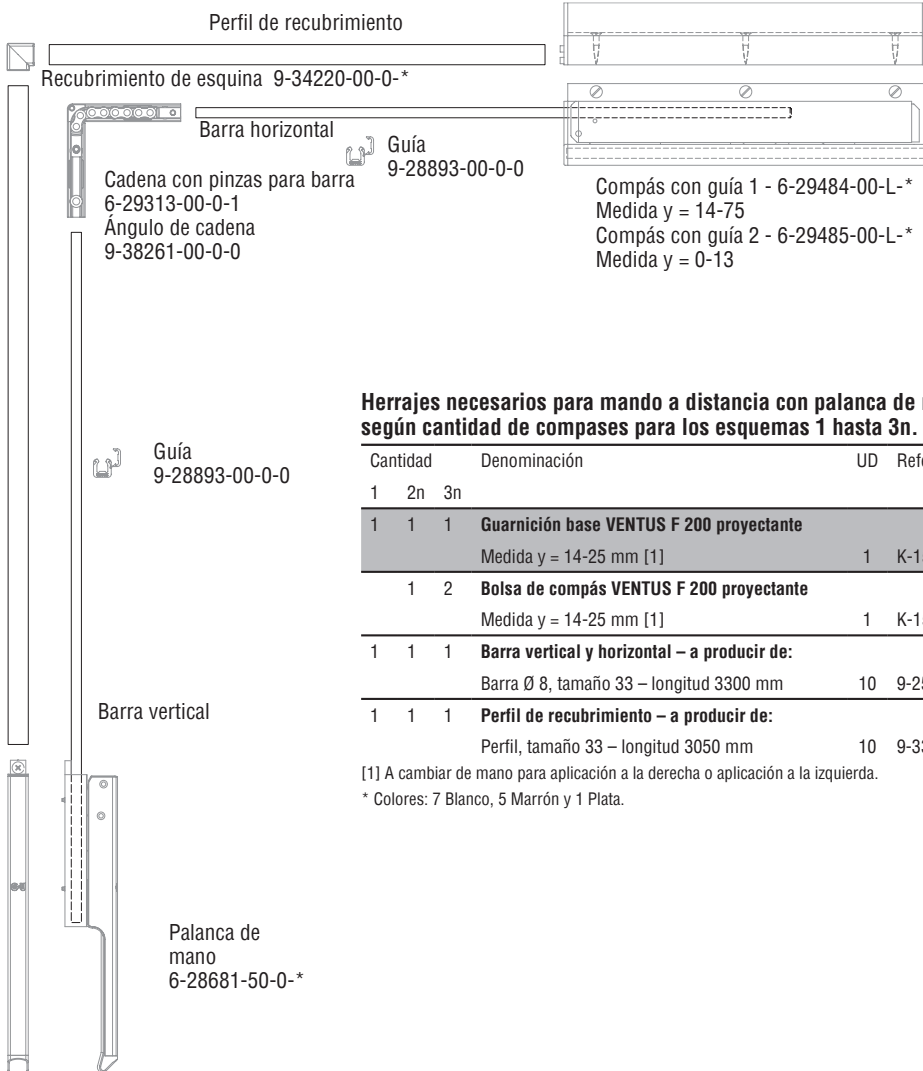 Perfil de recubrimiento
Recubrimiento de esquina 9-34220-00-0-*
Barra horizontal
Guía
9-28893-00-0-0
Cadena con pinzas para barra
6-29313-00-0-1
Ángulo de cadena
9-38261-00-0-0
Compás con guía 1 - 6-29484-00-L-*
Medida y = 14-75
Compás con guía 2 - 6-29485-00-L-*
Medida y = 0-13
Guía
9-28893-00-0-0
Barra vertical
Palanca de
mano
6-28681-50-0-*
Herrajes necesarios para mando a distancia con palanca de
según cantidad de compases para los esquemas 1 hasta 3n.
Cantidad Denominación UD
1 2n 3n
1 1 1 Guarnición base VENTUS F 200 proyectante
Medida y = 14-25 mm [1] 1
1 2 Bolsa de compás VENTUS F 200 proyectante
Medida y = 14-25 mm [1] 1
1 1 1 Barra vertical y horizontal – a producir de:
Barra Ø 8, tamaño 33 – longitud 3300 mm 10
1 1 1 Perfil de recubrimiento – a producir de:
Perfil, tamaño 33 – longitud 3050 mm 10
[1] A cambiar de mano para aplicación a la derecha o aplicación a la izquierda.
* Colores: 7 Blanco, 5 Marrón y 1 Plata.